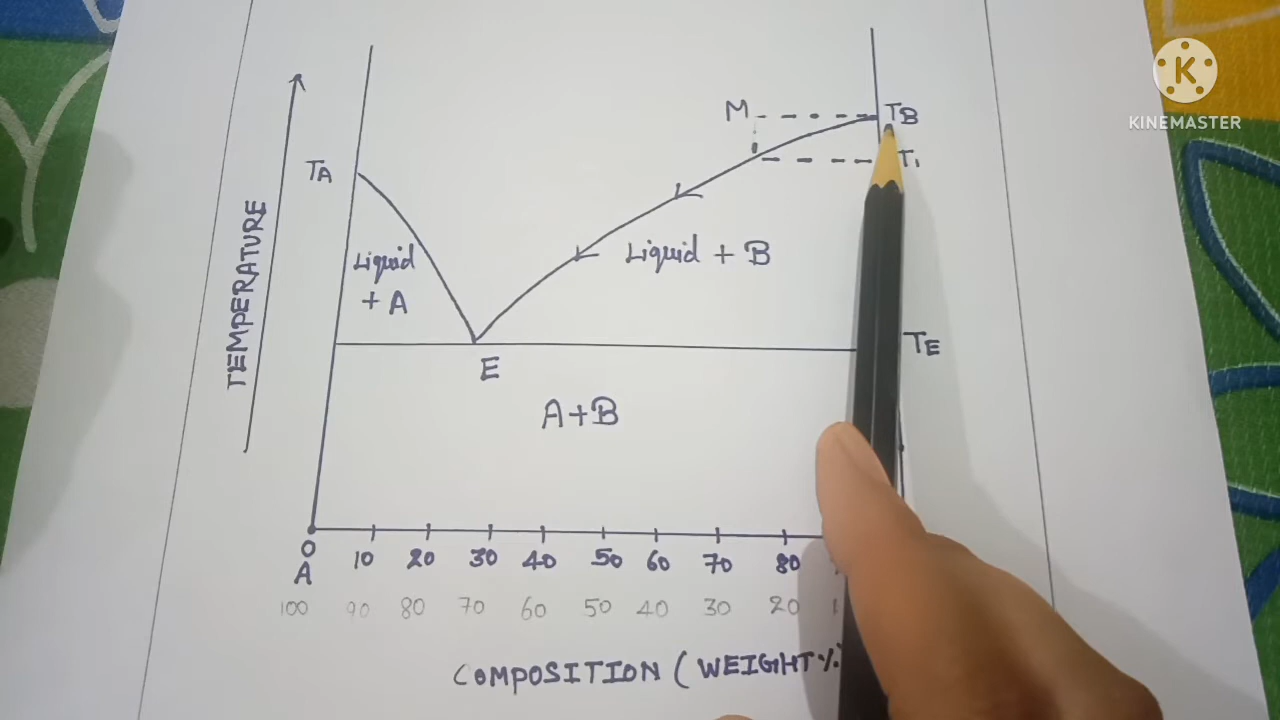 K
KINEMASTER
M
TB
T1
TA
TEMPERATURE
Liquid
+ A
Liquid + B
TE
E
A+B
0 10 20 30 40 50 60 70 80
A
100 90 80 70 60 50 40 30 20 1
COMPOSITION (WEIGHT %